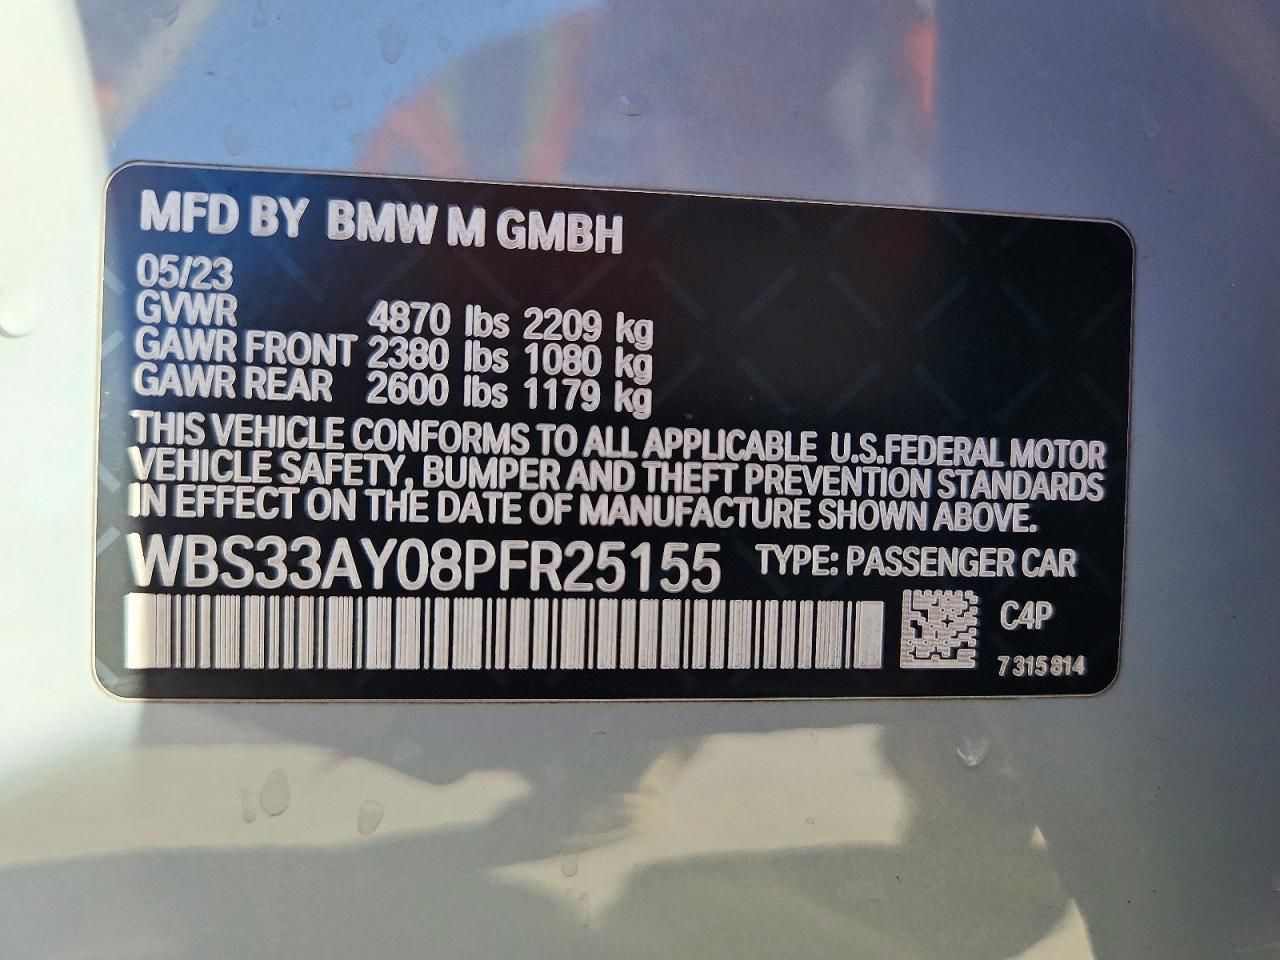 MFD BY BMW M GMBH
05/23
GVWR 4870 lbs 2209 kg
GAWR FRONT 2380 lbs 1080 kg
GAWR REAR 2600 lbs 1179 kg
THIS VEHICLE CONFORMS TO ALL APPLICABLE U.S.FEDERAL MOTOR
VEHICLE SAFETY, BUMPER AND THEFT PREVENTION STANDARDS
IN EFFECT ON THE DATE OF MANUFACTURE SHOWN ABOVE.
WBS33AY08PFR25155 TYPE: PASSENGER CAR
C4P
7 315 814